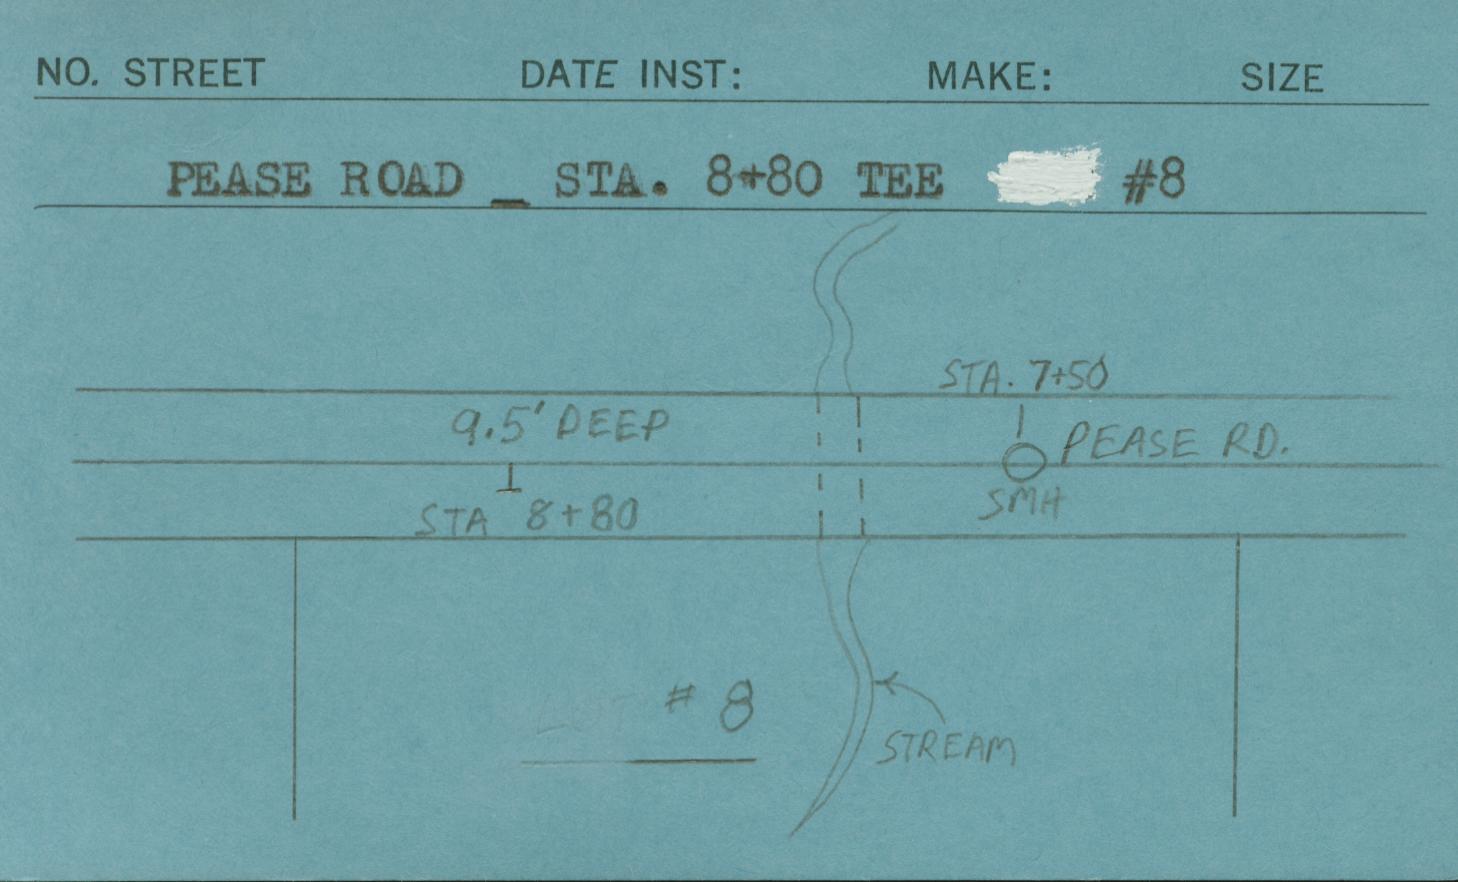 NO. STREET DATE INST: MAKE: SIZE
PEASE ROAD _ STA. 8+80 TEE #8
STA. 7+50
9.5' DEEP
PEASE RD.
SMH
STA 8+80
LOT # 8
STREAM